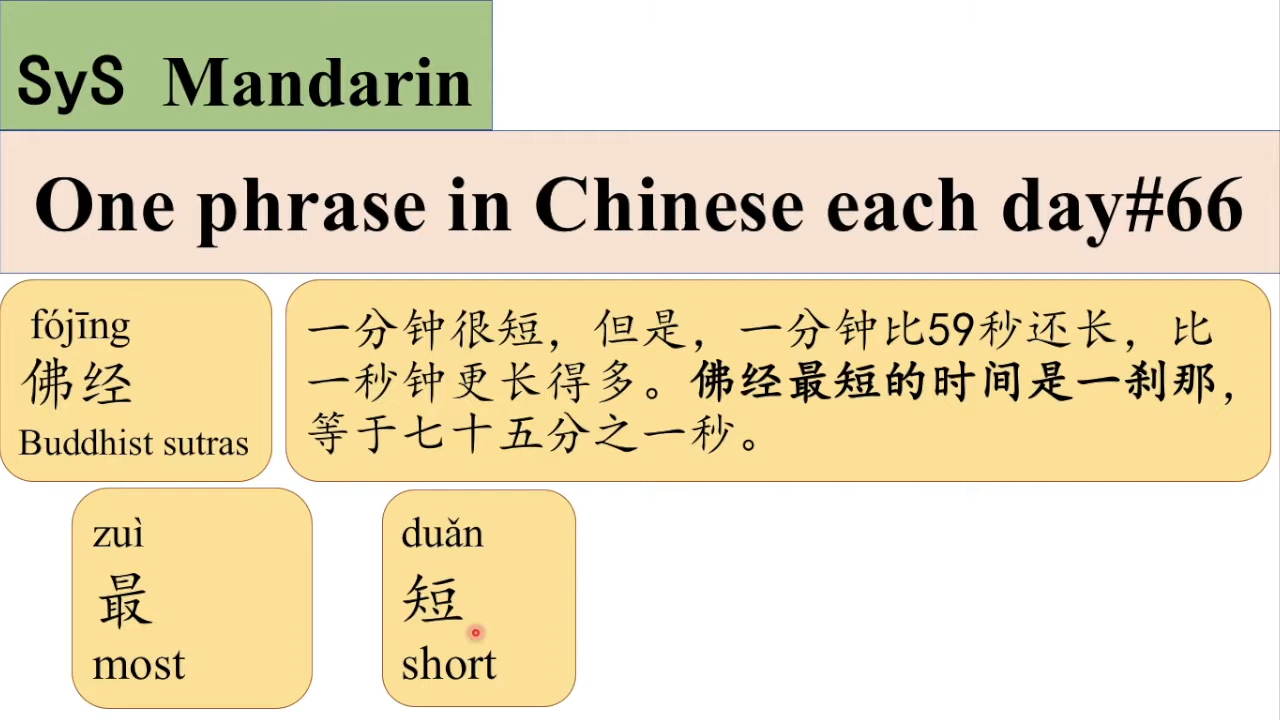 SyS Mandarin
One phrase in Chinese each day#66
fójīng
佛经
Buddhist sutras
一分钟很短，但是，一分钟比59秒还长，比
一秒钟更长得多。佛经最短的时间是一刹那，
等于七十五分之一秒。
zuì
最
most
duǎn
短
short